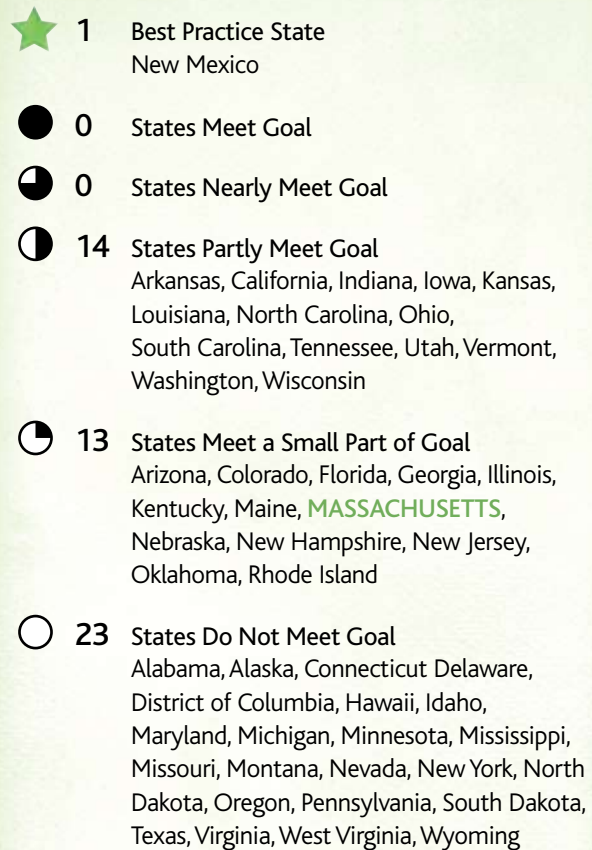 1 Best Practice State
New Mexico
0 States Meet Goal
0 States Nearly Meet Goal
14 States Partly Meet Goal
Arkansas, California, Indiana, Iowa, Kansas,
Louisiana, North Carolina, Ohio,
South Carolina, Tennessee, Utah, Vermont,
Washington, Wisconsin
13 States Meet a Small Part of Goal
Arizona, Colorado, Florida, Georgia, Illinois,
Kentucky, Maine, MASSACHUSETTS,
Nebraska, New Hampshire, New Jersey,
Oklahoma, Rhode Island
23 States Do Not Meet Goal
Alabama, Alaska, Connecticut Delaware,
District of Columbia, Hawaii, Idaho,
Maryland, Michigan, Minnesota, Mississippi,
Missouri, Montana, Nevada, New York, North
Dakota, Oregon, Pennsylvania, South Dakota,
Texas, Virginia, West Virginia, Wyoming